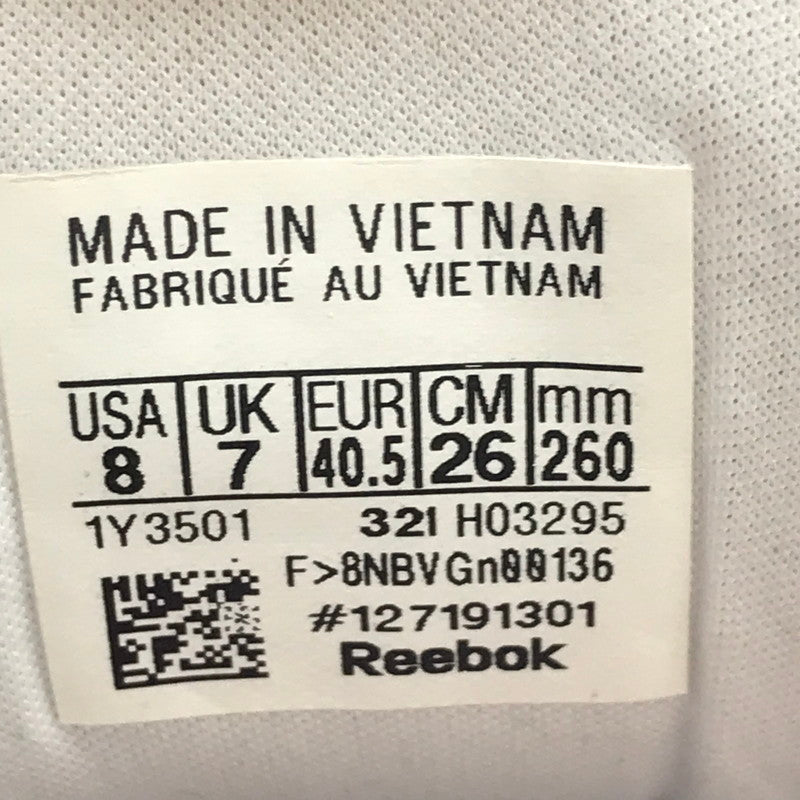 MADE IN VIETNAM
FABRIQUÉ AU VIETNAM
USA UK EUR CM mm
8 7 40.5 26 260
1Y3501 32I H03295
F>8NBVGn00136
#127191301
Reebok